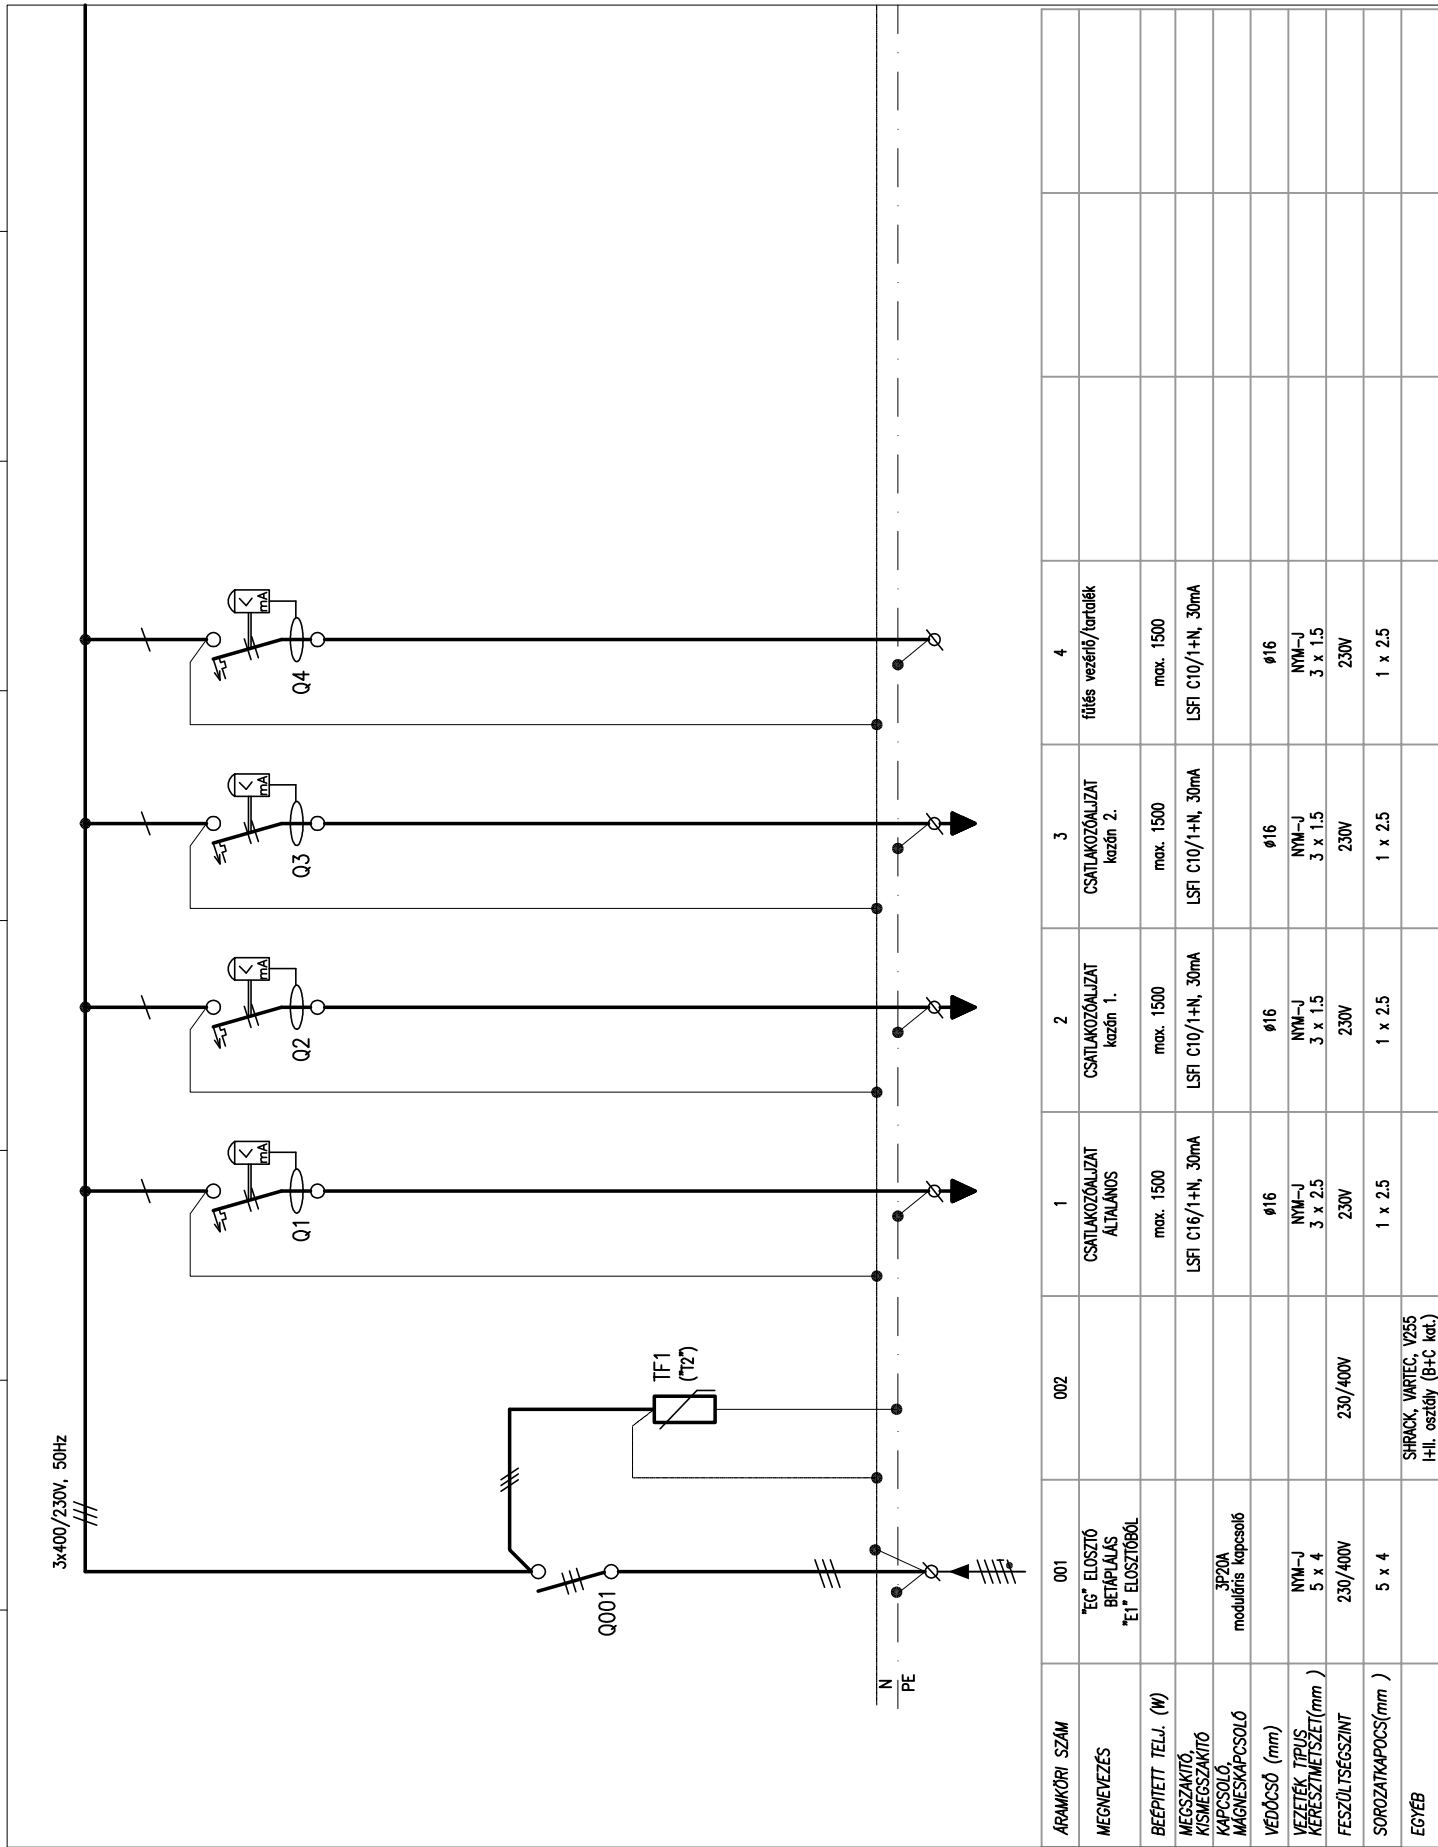 3x400/230V, 50Hz
Q001
TF1
("T2")
Q1
Q2
Q3
Q4
mA
mA
mA
mA
N
PE
ÁRAMKÖRI SZÁM
001
002
1
2
3
4
MEGNEVEZÉS
"EG" ELOSZTÓ
BETÁPLÁLÁS
"E1" ELOSZTÓBÓL
CSATLAKOZÓALJZAT
ÁLTALÁNOS
CSATLAKOZÓALJZAT
kazán 1.
CSATLAKOZÓALJZAT
kazán 2.
fűtés vezérlő/tartalék
BEÉPITETT TELJ. (W)
max. 1500
max. 1500
max. 1500
max. 1500
MEGSZAKITÓ,
KISMEGSZAKITÓ
LSFI C16/1+N, 30mA
LSFI C10/1+N, 30mA
LSFI C10/1+N, 30mA
LSFI C10/1+N, 30mA
KAPCSOLÓ,
MÁGNESKAPCSOLÓ
3P20A
moduláris kapcsoló
VÉDŐCSŐ (mm)
ø16
ø16
ø16
ø16
VEZETÉK TÍPUS
KERESZTMETSZET(mm )
NYM-J
5 x 4
NYM-J
3 x 2.5
NYM-J
3 x 1.5
NYM-J
3 x 1.5
NYM-J
3 x 1.5
FESZÜLTSÉGSZINT
230/400V
230/400V
230V
230V
230V
230V
SOROZATKAPOCS(mm )
5 x 4
1 x 2.5
1 x 2.5
1 x 2.5
1 x 2.5
EGYÉB
SHRACK, VARTEC, V255
I+II. osztály (B+C kat.)